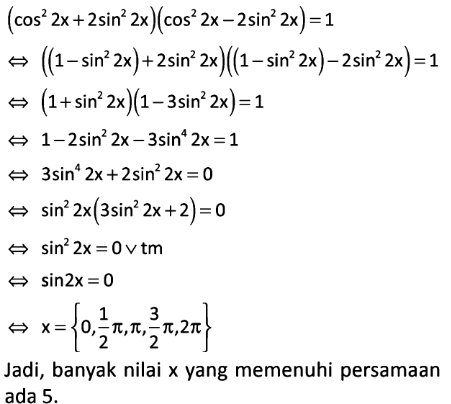 (cos² 2x + 2sin² 2x)(cos² 2x − 2sin² 2x) = 1
⇔ ((1 − sin² 2x) + 2sin² 2x)((1 − sin² 2x) − 2sin² 2x) = 1
⇔ (1 + sin² 2x)(1 − 3sin² 2x) = 1
⇔ 1 − 2sin² 2x − 3sin⁴ 2x = 1
⇔ 3sin⁴ 2x + 2sin² 2x = 0
⇔ sin² 2x(3sin² 2x + 2) = 0
⇔ sin² 2x = 0 ∨ tm
⇔ sin2x = 0
⇔ x = {0, 1/2 π, π, 3/2 π, 2π}
Jadi, banyak nilai x yang memenuhi persamaan
ada 5.